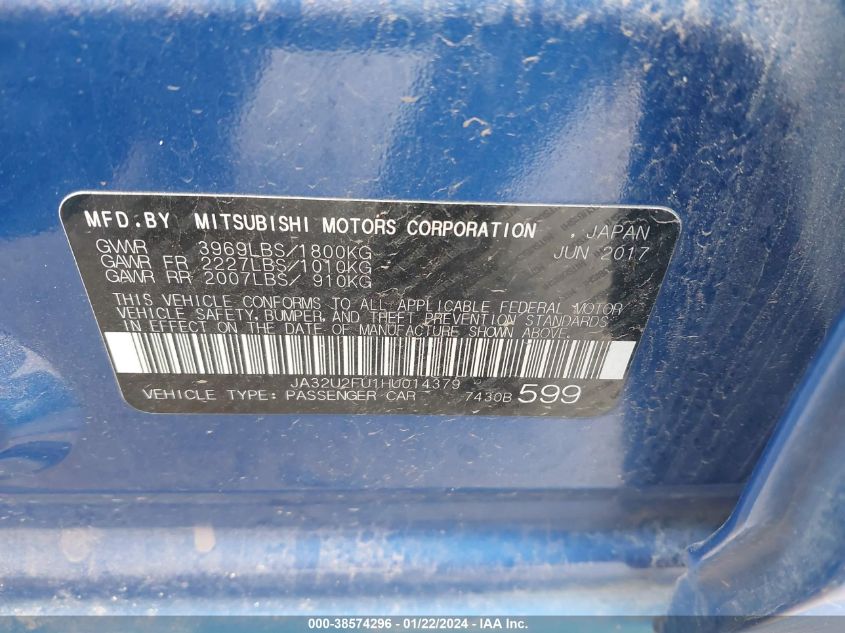 MFD.BY MITSUBISHI MOTORS CORPORATION , JAPAN
GVWR 3969LBS/1800KG JUN 2017
GAWR FR 2227LBS/1010KG
GAWR RR 2007LBS/ 910KG
THIS VEHICLE CONFORMS TO ALL APPLICABLE FEDERAL MOTOR
VEHICLE SAFETY, BUMPER, AND THEFT PREVENTION STANDARDS
IN EFFECT ON THE DATE OF MANUFACTURE SHOWN ABOVE.
JA32U2FU1HU014379
VEHICLE TYPE: PASSENGER CAR 7430B 599
000-38574296 - 01/22/2024 - © IAA, Inc.